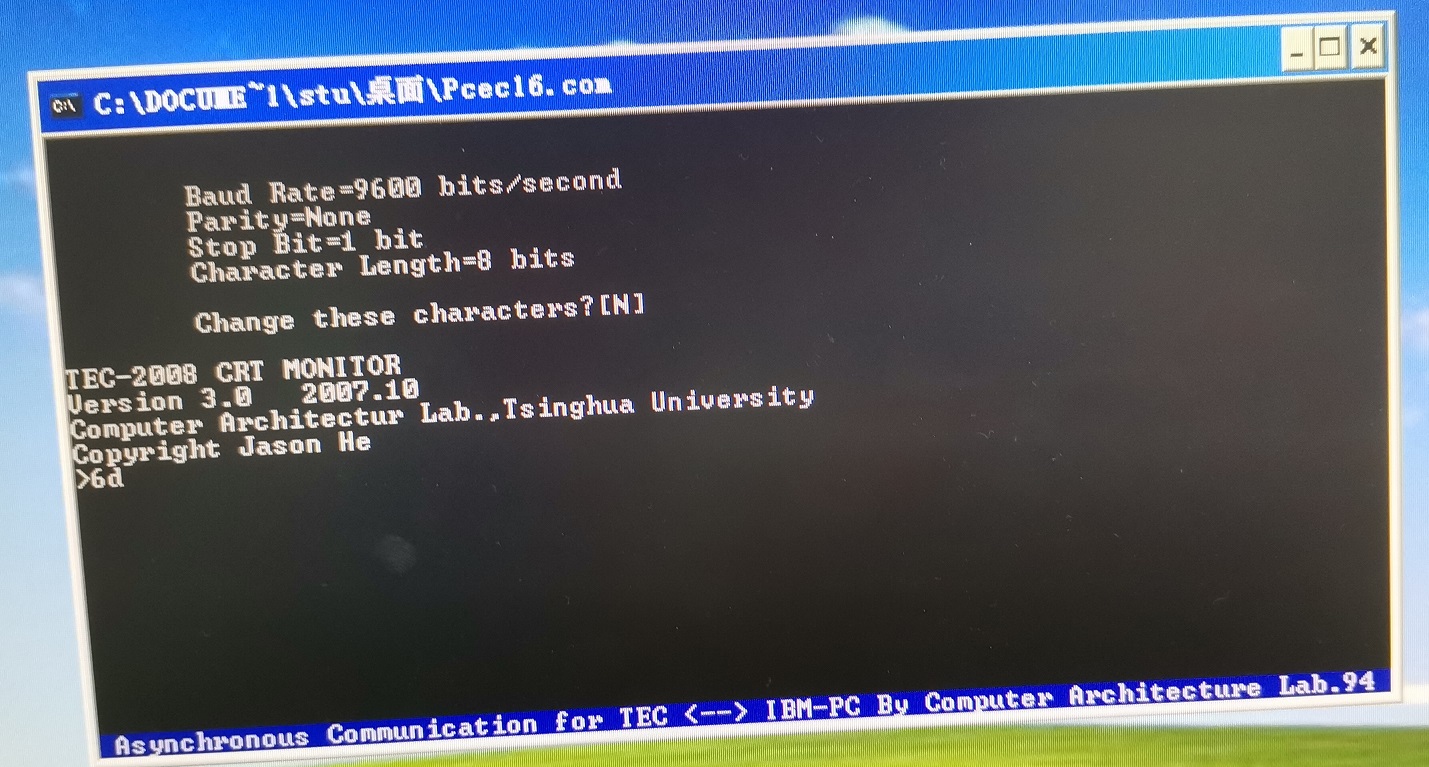 C:\DOCUME~1\stu\桌面\Pcec16.com
Baud Rate=9600 bits/second
Parity=None
Stop Bit=1 bit
Character Length=8 bits
Change these characters?[N]
TEC-2008 CRT MONITOR
Version 3.0   2007.10
Computer Architectur Lab.,Tsinghua University
Copyright Jason He
>6d
Asynchronous Communication for TEC <--> IBM-PC By Computer Architecture Lab.94